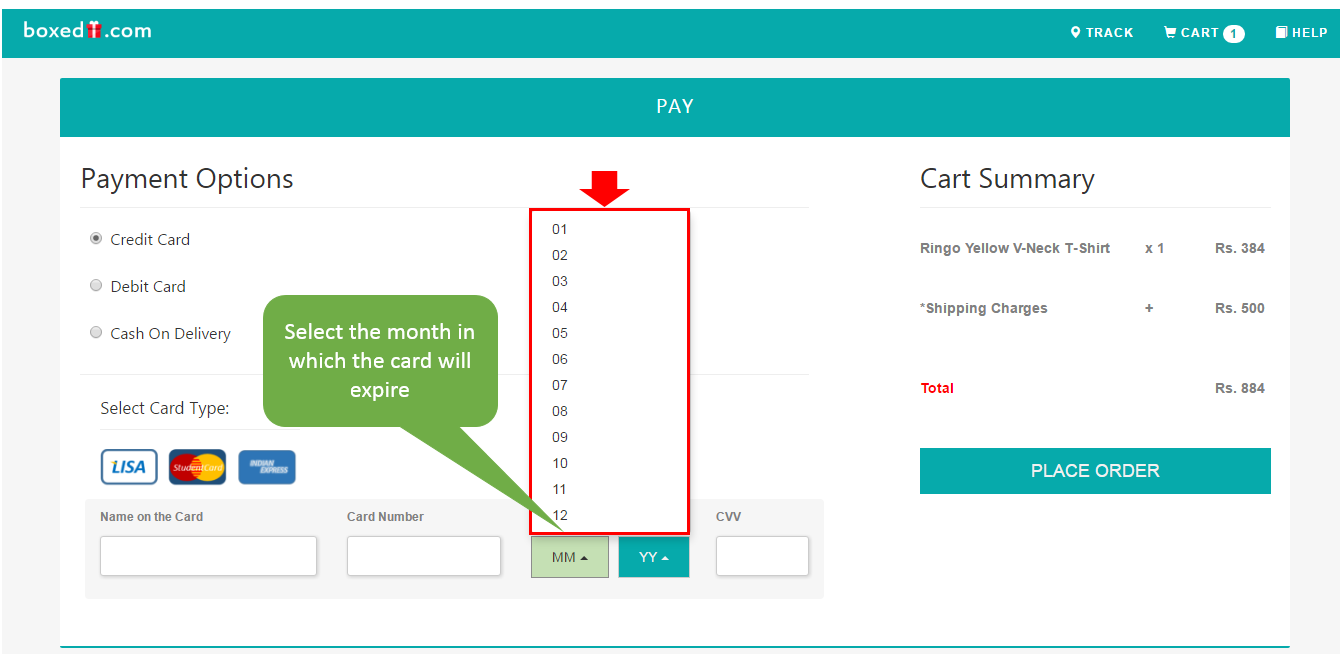 boxed.com
TRACK
CART 1
HELP
PAY
Payment Options
Credit Card
Debit Card
Cash On Delivery
Select the month in
which the card will
expire
01
02
03
04
05
06
07
08
09
10
11
12
Select Card Type:
LISA
StudentCard
INDIAN
EXPRESS
Name on the Card
Card Number
MM
YY
CVV
Cart Summary
Ringo Yellow V-Neck T-Shirt x 1 Rs. 384
*Shipping Charges + Rs. 500
Total Rs. 884
PLACE ORDER